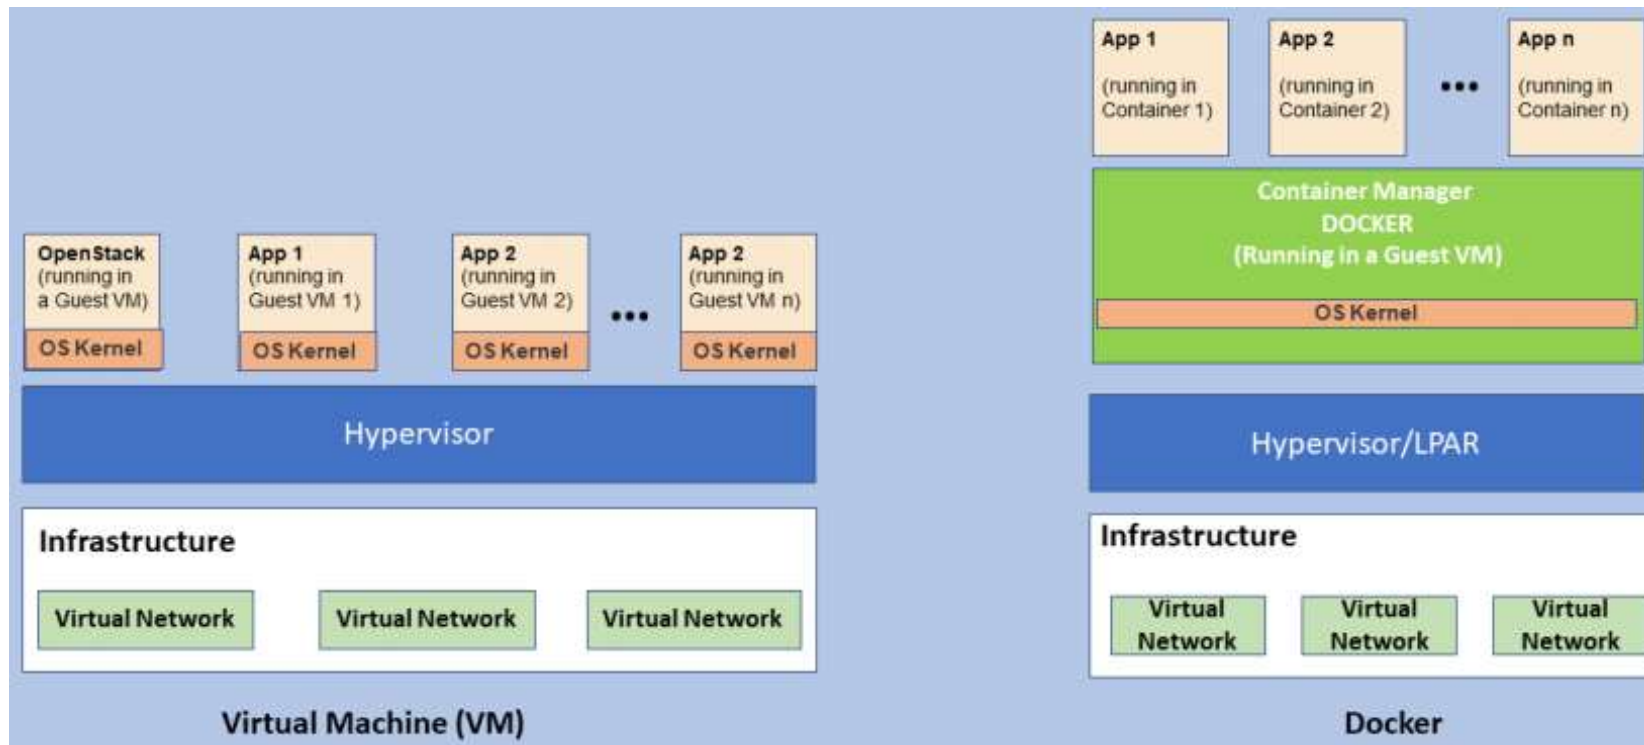 OpenStack
(running in
a Guest VM)
OS Kernel
App 1
(running in
Guest VM 1)
OS Kernel
App 2
(running in
Guest VM 2)
OS Kernel
•••
App 2
(running in
Guest VM n)
OS Kernel
Hypervisor
Infrastructure
Virtual Network
Virtual Network
Virtual Network
Virtual Machine (VM)
App 1
(running in
Container 1)
App 2
(running in
Container 2)
•••
App n
(running in
Container n)
Container Manager
DOCKER
(Running in a Guest VM)
OS Kernel
Hypervisor/LPAR
Infrastructure
Virtual
Network
Virtual
Network
Virtual
Network
Docker